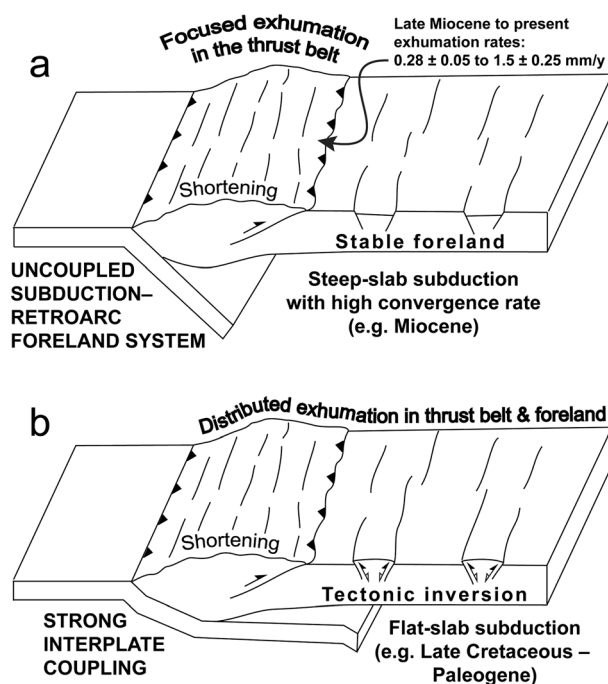 a
Focused exhumation
in the thrust belt
Late Miocene to present
exhumation rates:
0.28 ± 0.05 to 1.5 ± 0.25 mm/y
Shortening
Stable foreland
UNCOUPLED
SUBDUCTION–
RETROARC
FORELAND SYSTEM
Steep-slab subduction
with high convergence rate
(e.g. Miocene)
b
Distributed exhumation in thrust belt & foreland
Shortening
Tectonic inversion
STRONG
INTERPLATE
COUPLING
Flat-slab subduction
(e.g. Late Cretaceous –
Paleogene)